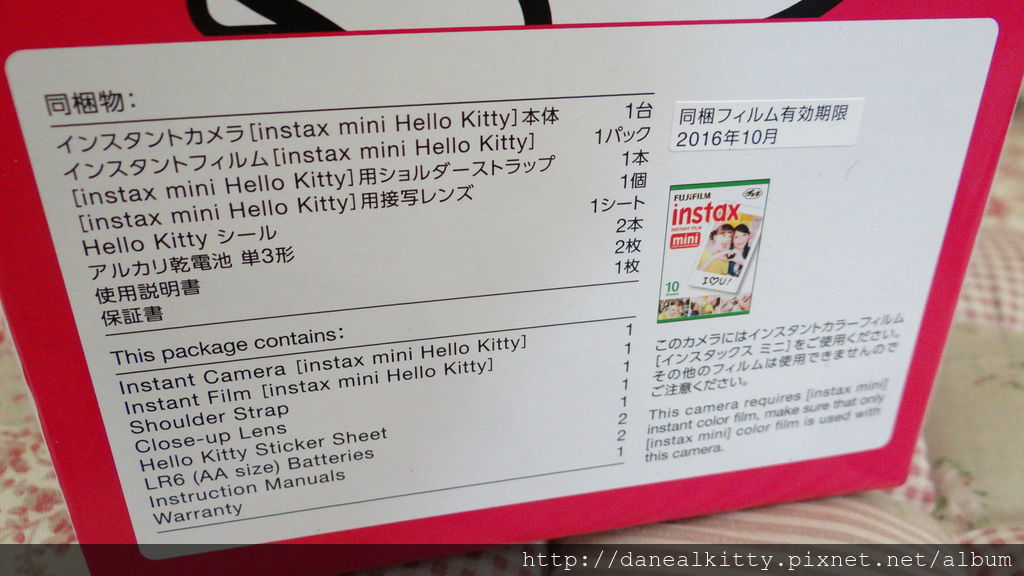 同梱物:
インスタントカメラ[instax mini Hello Kitty]本体 1台
インスタントフィルム[instax mini Hello Kitty] 1パック
[instax mini Hello Kitty]用ショルダーストラップ 1本
[instax mini Hello Kitty]用接写レンズ 1個
Hello Kitty シール 1シート
アルカリ乾電池 単3形 2本
使用説明書 2枚
保証書 1枚
This package contains:
Instant Camera [instax mini Hello Kitty] 1
Instant Film [instax mini Hello Kitty] 1
Shoulder Strap 1
Close-up Lens 1
Hello Kitty Sticker Sheet 1
LR6 (AA size) Batteries 2
Instruction Manuals 2
Warranty 1
同梱フィルム有効期限
2016年10月
FUJIFILM
チェキ
instax
INSTANT FILM
mini
I♡U!
10
このカメラにはインスタントカラーフィルム
[インスタックス ミニ]をご使用ください。
その他のフィルムは使用できませんので
ご注意ください。
This camera requires [instax mini]
instant color film, make sure that only
[instax mini] color film is used with
this camera.
http://danealkitty.pixnet.net/album